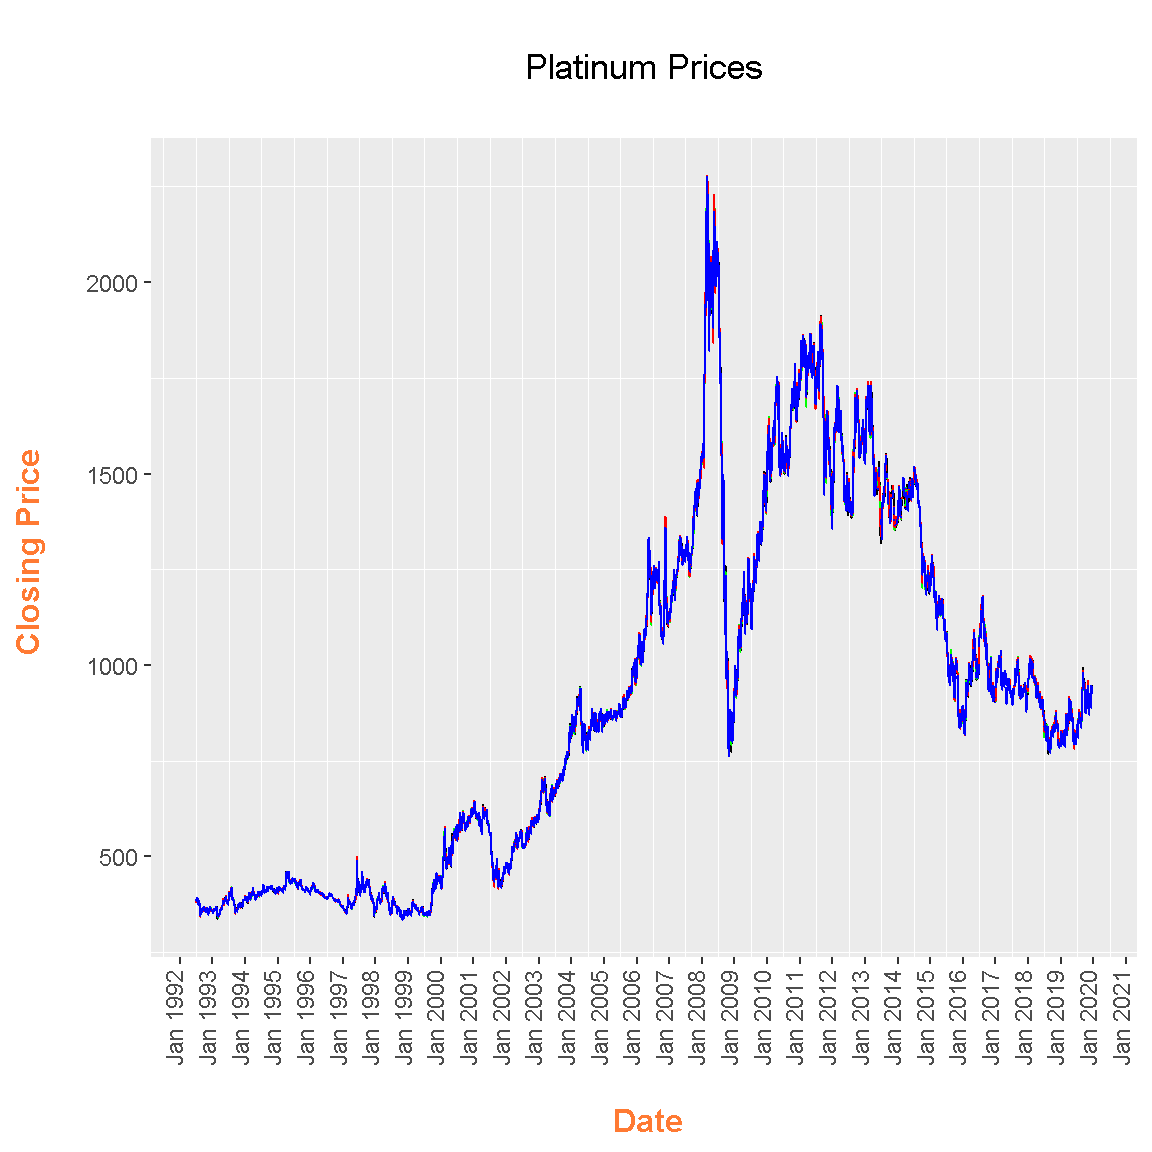 Platinum Prices
Closing Price
2000
1500
1000
500
Jan 1992
Jan 1993
Jan 1994
Jan 1995
Jan 1996
Jan 1997
Jan 1998
Jan 1999
Jan 2000
Jan 2001
Jan 2002
Jan 2003
Jan 2004
Jan 2005
Jan 2006
Jan 2007
Jan 2008
Jan 2009
Jan 2010
Jan 2011
Jan 2012
Jan 2013
Jan 2014
Jan 2015
Jan 2016
Jan 2017
Jan 2018
Jan 2019
Jan 2020
Jan 2021
Date